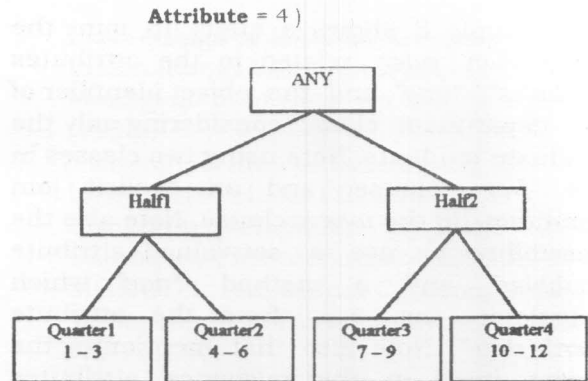 Attribute = 4)
ANY
Half1 Half2
Quarter1 Quarter2 Quarter3 Quarter4
1 – 3 4 – 6 7 – 9 10 – 12